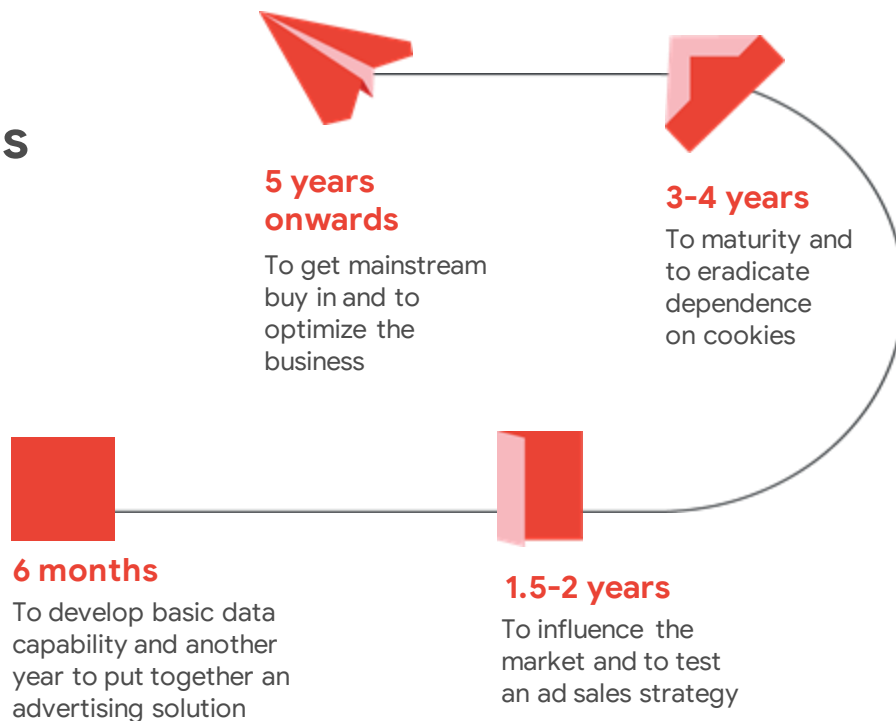 s
5 years
onwards
To get mainstream
buy in and to
optimize the
business
3-4 years
To maturity and
to eradicate
dependence
on cookies
6 months
To develop basic data
capability and another
year to put together an
advertising solution
1.5-2 years
To influence the
market and to test
an ad sales strategy